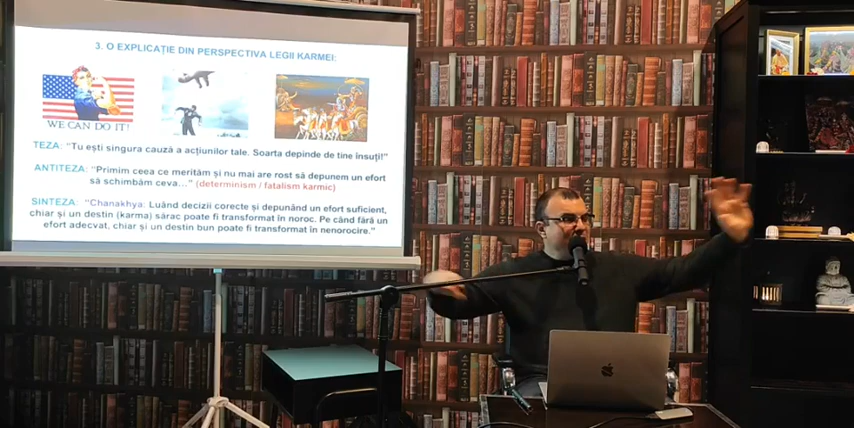 3. O EXPLICAȚIE DIN PERSPECTIVA LEGII KARMEI:
WE CAN DO IT!
TEZA: “Tu ești singura cauză a acțiunilor tale. Soarta depinde de tine însuți!”
ANTITEZA: “Primim ceea ce merităm și nu mai are rost să depunem un efort
să schimbăm ceva…” (determinism / fatalism karmic)
SINTEZA: “Chanakhya: Luând decizii corecte și depunând un efort suficient,
chiar și un destin (karma) sărac poate fi transformat în noroc. Pe când fără un
efort adecvat, chiar și un destin bun poate fi transformat în nenorocire.”